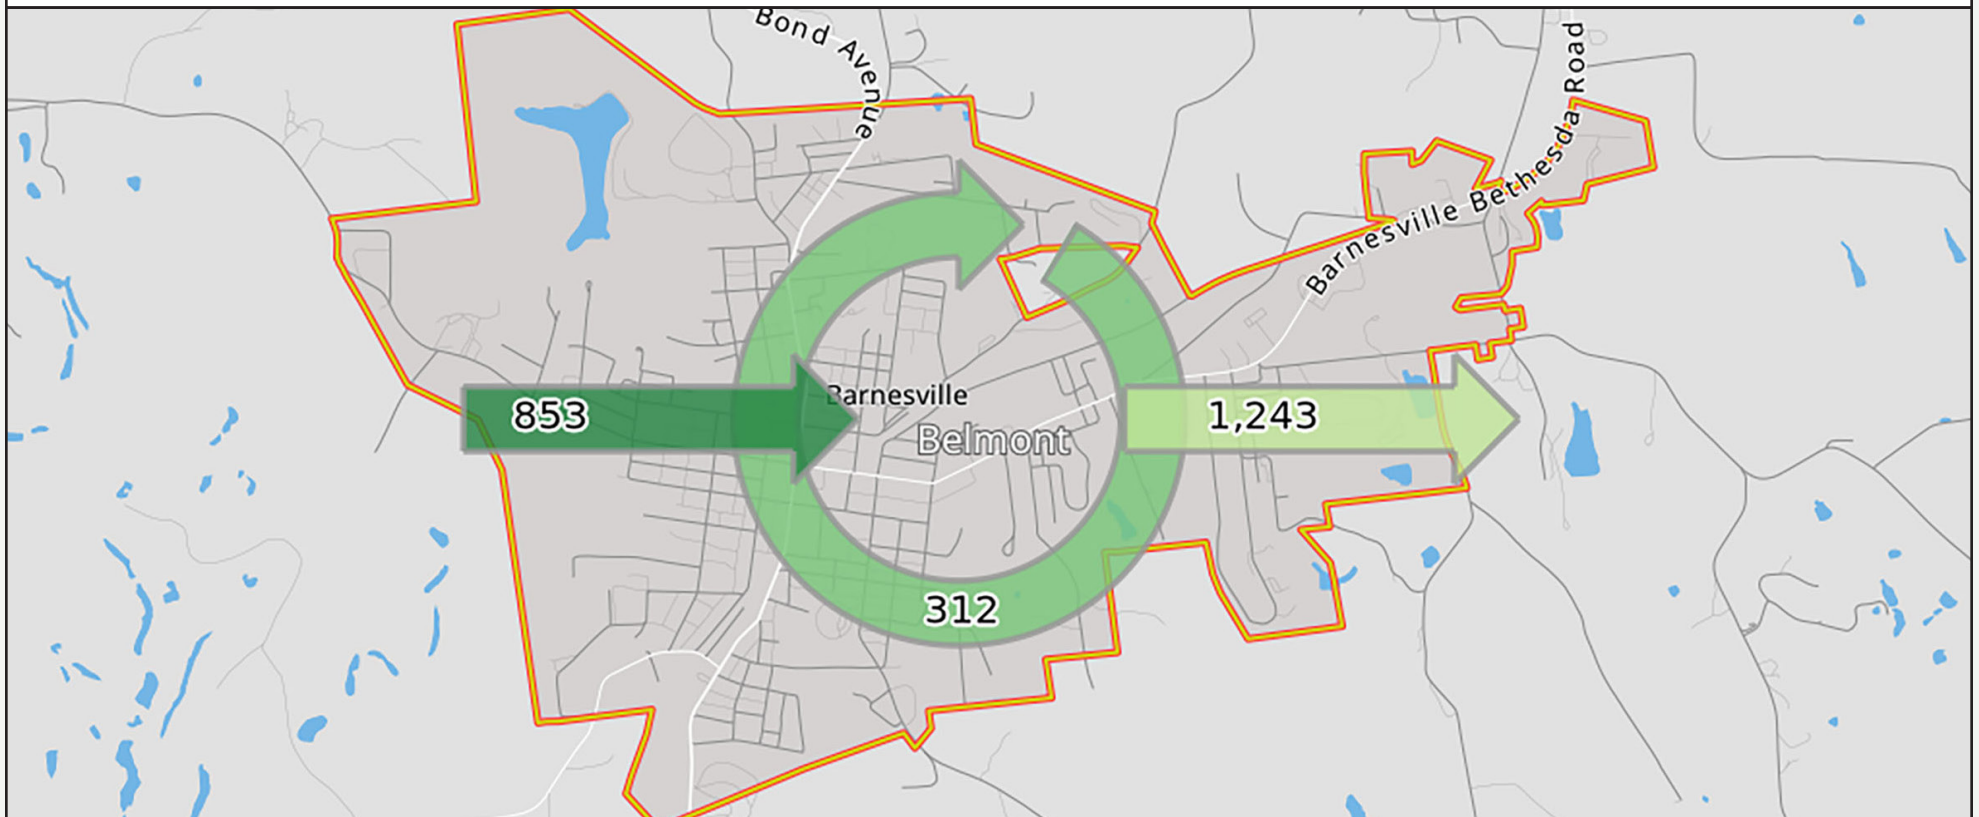 Bond Avenue
Barnesville Bethesda Road
Barnesville
853
1,243
Belmont
312